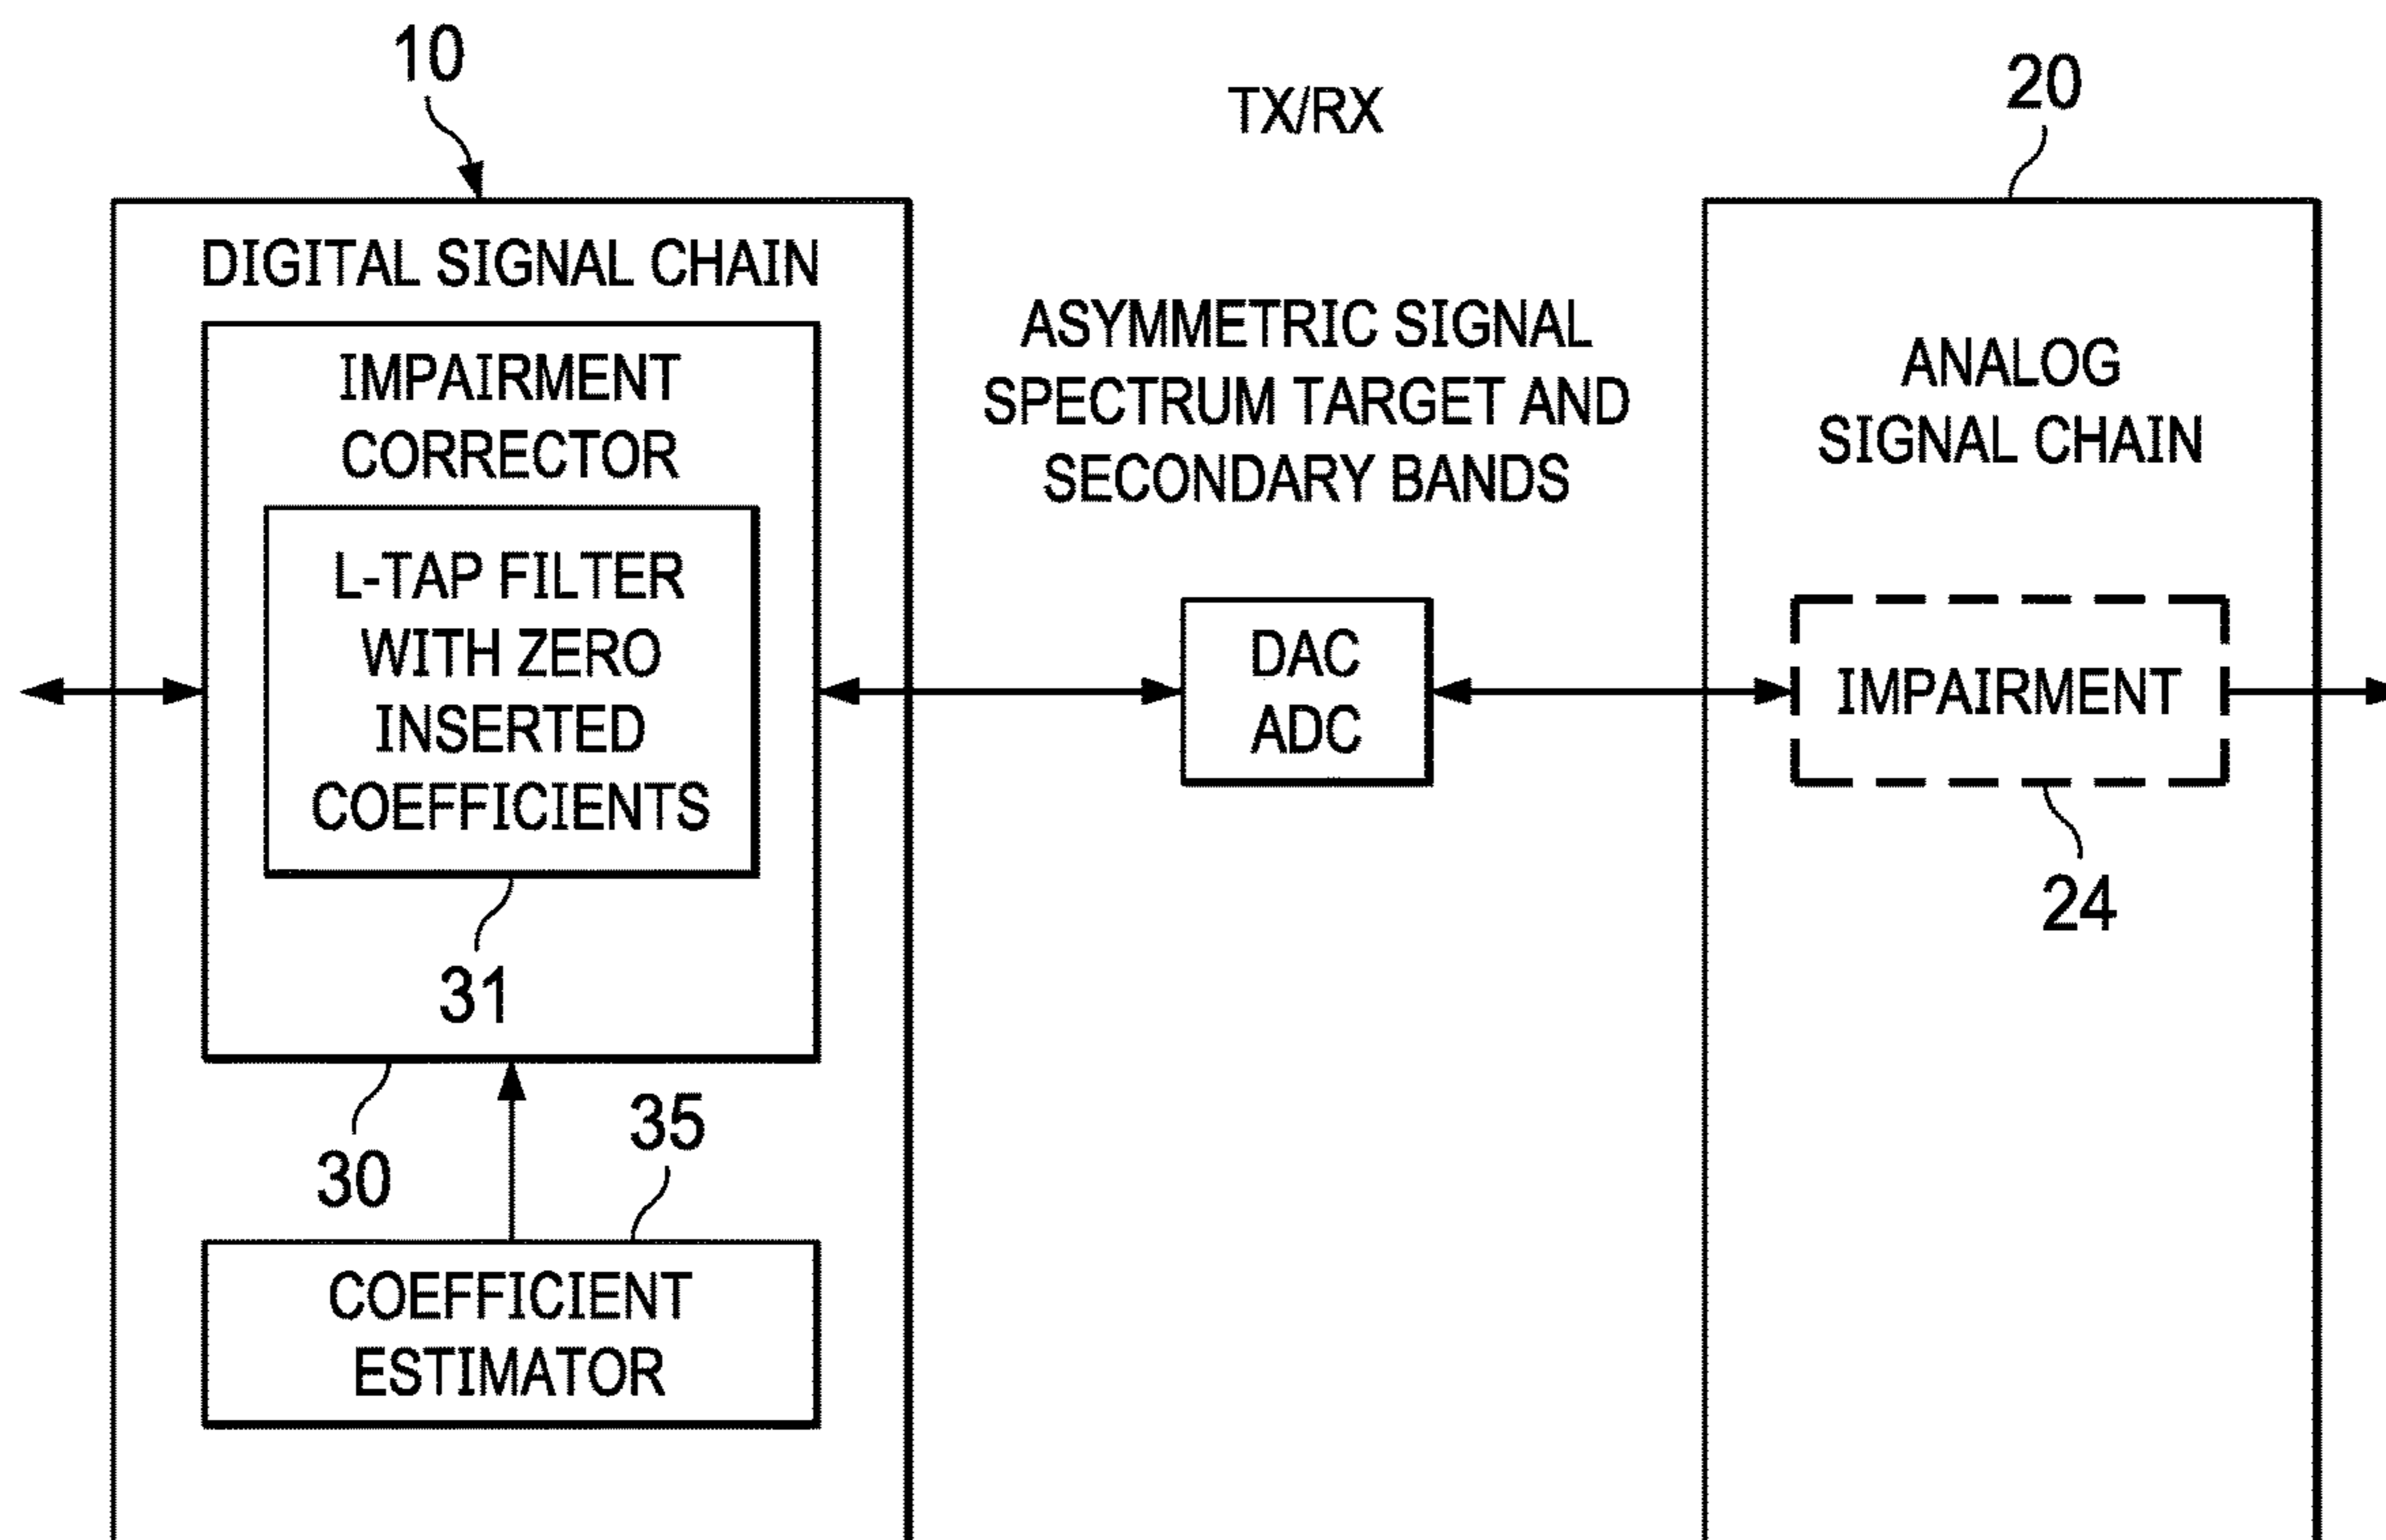 10
TX/RX
20
DIGITAL SIGNAL CHAIN
IMPAIRMENT
CORRECTOR
L-TAP FILTER
WITH ZERO
INSERTED
COEFFICIENTS
31
30
35
COEFFICIENT
ESTIMATOR
ASYMMETRIC SIGNAL
SPECTRUM TARGET AND
SECONDARY BANDS
DAC
ADC
ANALOG
SIGNAL CHAIN
IMPAIRMENT
24